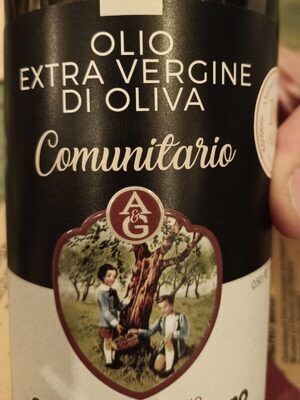 OLIO
EXTRA VERGINE
DI OLIVA
Comunitario
A&G